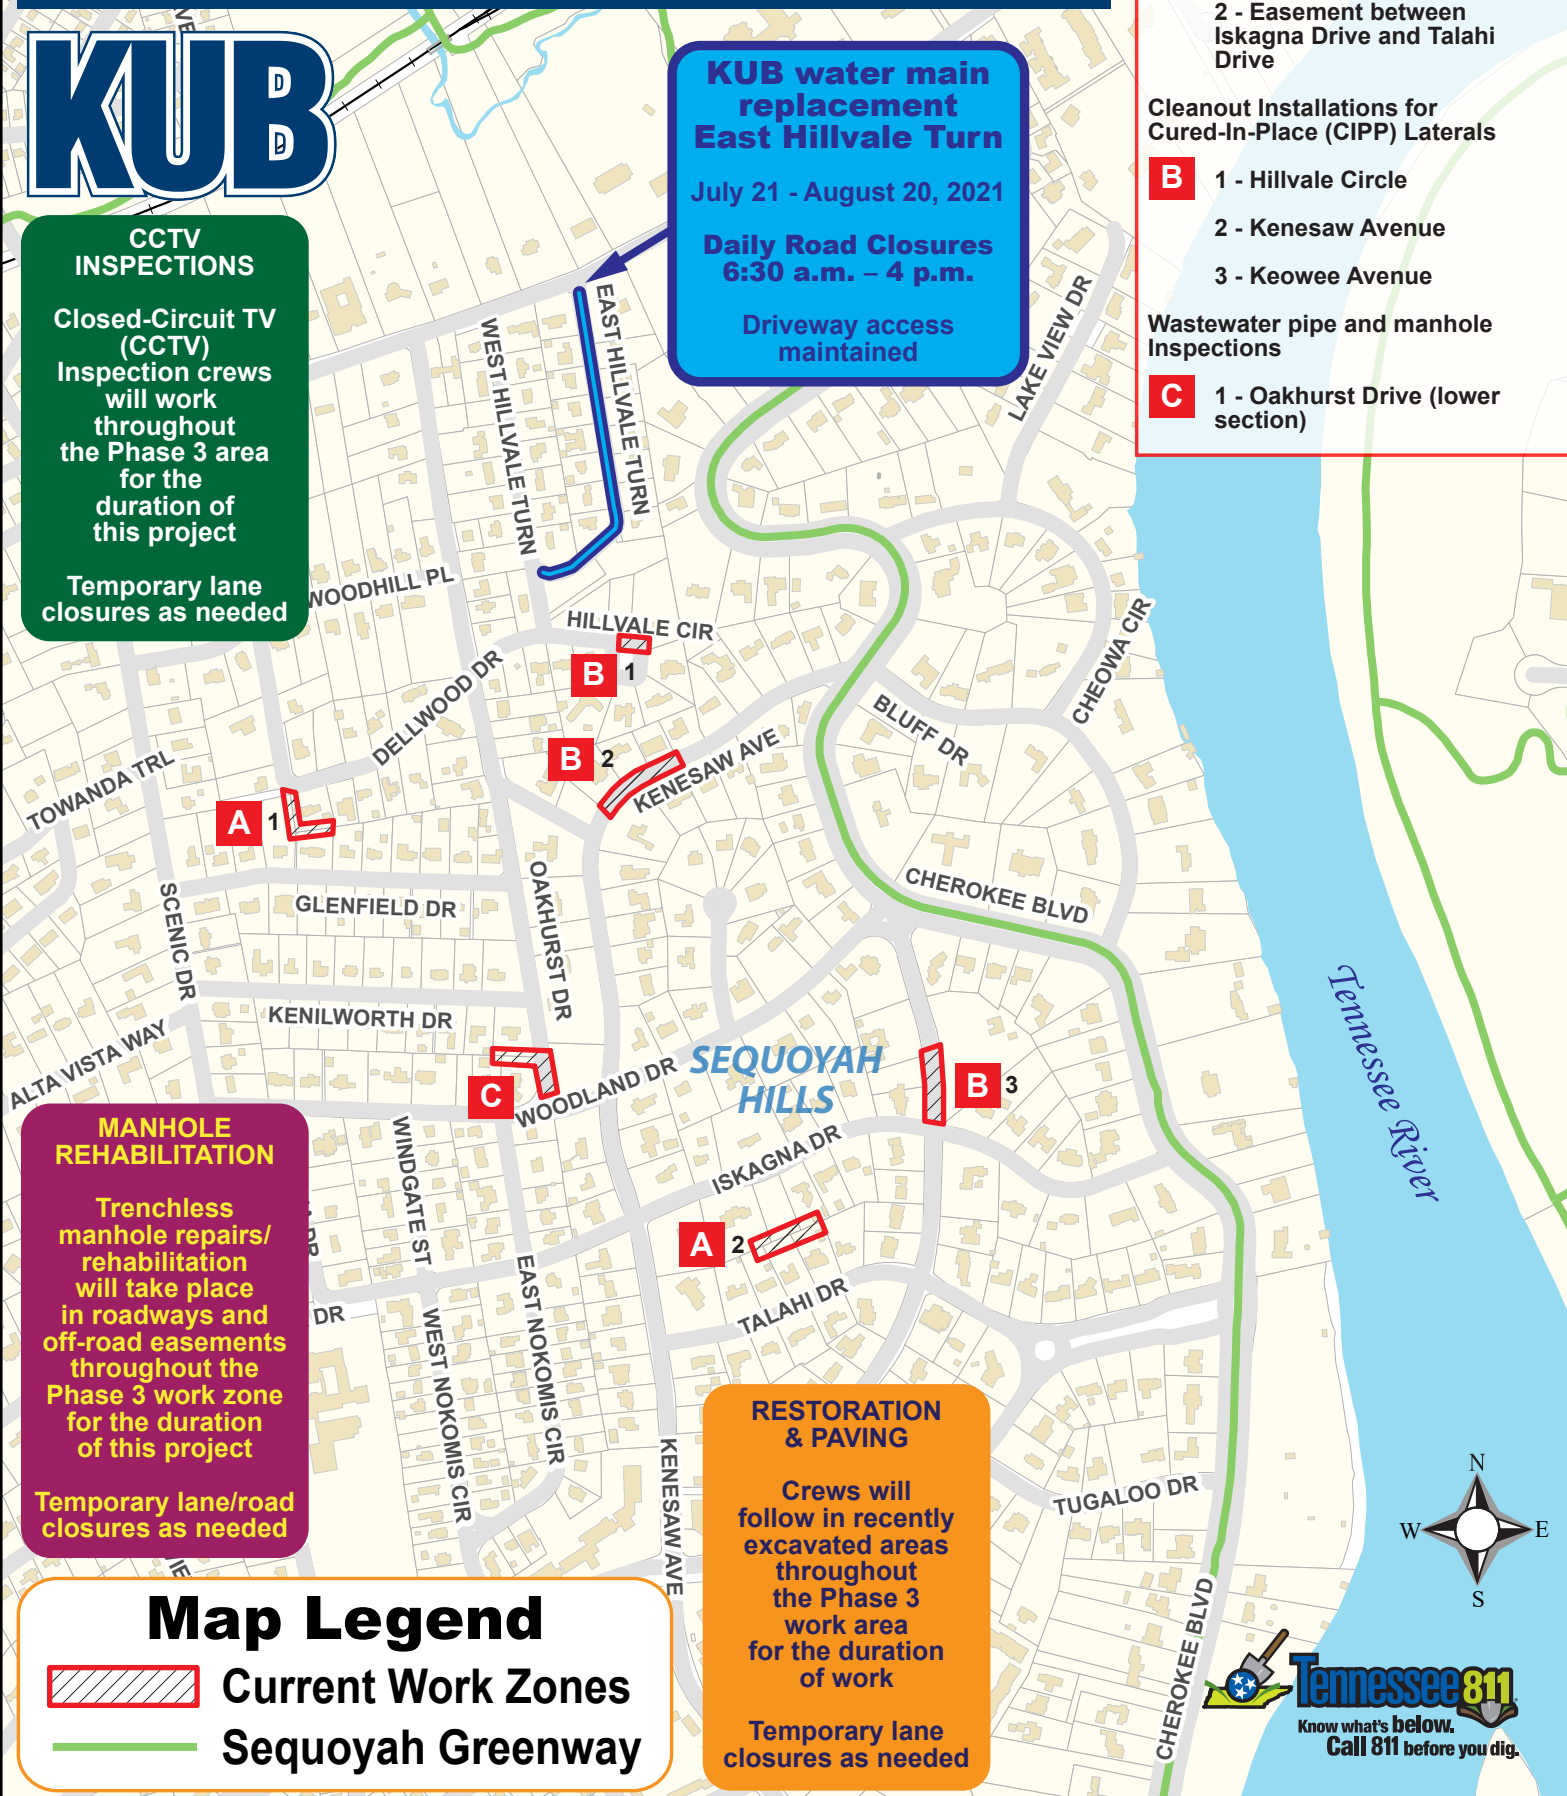 KUB
KUB water main
replacement
East Hillvale Turn
July 21 - August 20, 2021
Daily Road Closures
6:30 a.m. – 4 p.m.
Driveway access
maintained
2 - Easement between
Iskagna Drive and Talahi
Drive
Cleanout Installations for
Cured-In-Place (CIPP) Laterals
B 1 - Hillvale Circle
2 - Kenesaw Avenue
3 - Keowee Avenue
Wastewater pipe and manhole
Inspections
C 1 - Oakhurst Drive (lower
section)
CCTV
INSPECTIONS
Closed-Circuit TV
(CCTV)
Inspection crews
will work
throughout
the Phase 3 area
for the
duration of
this project
Temporary lane
closures as needed
WEST HILLVALE TURN
EAST HILLVALE TURN
LAKE VIEW DR
WOODHILL PL
HILLVALE CIR
B 1
DELLWOOD DR
CHEOWA CIR
BLUFF DR
B 2
KENESAW AVE
TOWANDA TRL
A 1
SCENIC DR
GLENFIELD DR
OAKHURST DR
CHEROKEE BLVD
KENILWORTH DR
ALTA VISTA WAY
C
WOODLAND DR
SEQUOYAH
HILLS
B 3
Tennessee River
WINDGATE ST
ISKAGNA DR
A 2
TALAHI DR
DR
DR
EAST NOKOMIS CIR
WEST NOKOMIS CIR
KENESAW AVE
TUGALOO DR
CHEROKEE BLVD
MANHOLE
REHABILITATION
Trenchless
manhole repairs/
rehabilitation
will take place
in roadways and
off-road easements
throughout the
Phase 3 work zone
for the duration
of this project
Temporary lane/road
closures as needed
RESTORATION
& PAVING
Crews will
follow in recently
excavated areas
throughout
the Phase 3
work area
for the duration
of work
Temporary lane
closures as needed
N
W E
S
Map Legend
Current Work Zones
Sequoyah Greenway
Tennessee 811
Know what's below.
Call 811 before you dig.